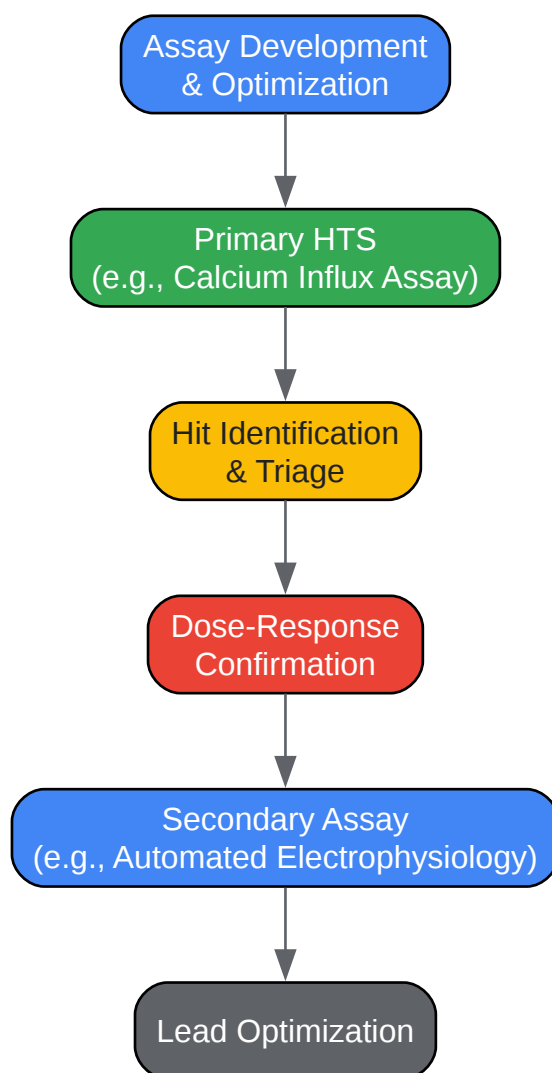 Assay Development
& Optimization
Primary HTS
(e.g., Calcium Influx Assay)
Hit Identification
& Triage
Dose-Response
Confirmation
Secondary Assay
(e.g., Automated Electrophysiology)
Lead Optimization